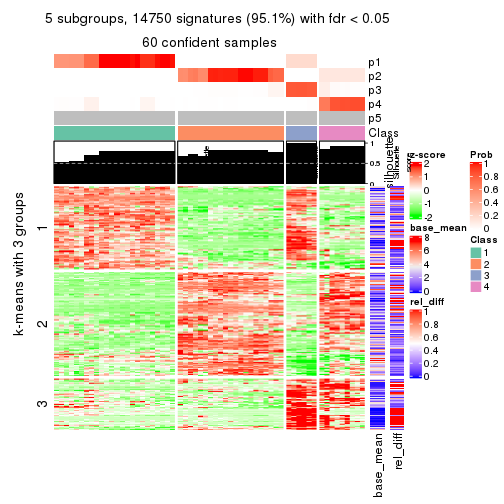 5 subgroups, 14750 signatures (95.1%) with fdr < 0.05
60 confident samples
p1
p2
p3
p4
p5
Class
1
0.5
0
silhouette
Silhouette
score
k-means with 3 groups
1
2
3
base_mean
rel_diff
z-score
2
1
0
-1
-2
base_mean
8
6
4
2
0
rel_diff
1
0.8
0.6
0.4
0.2
0
Prob
1
0.8
0.6
0.4
0.2
0
Class
1
2
3
4